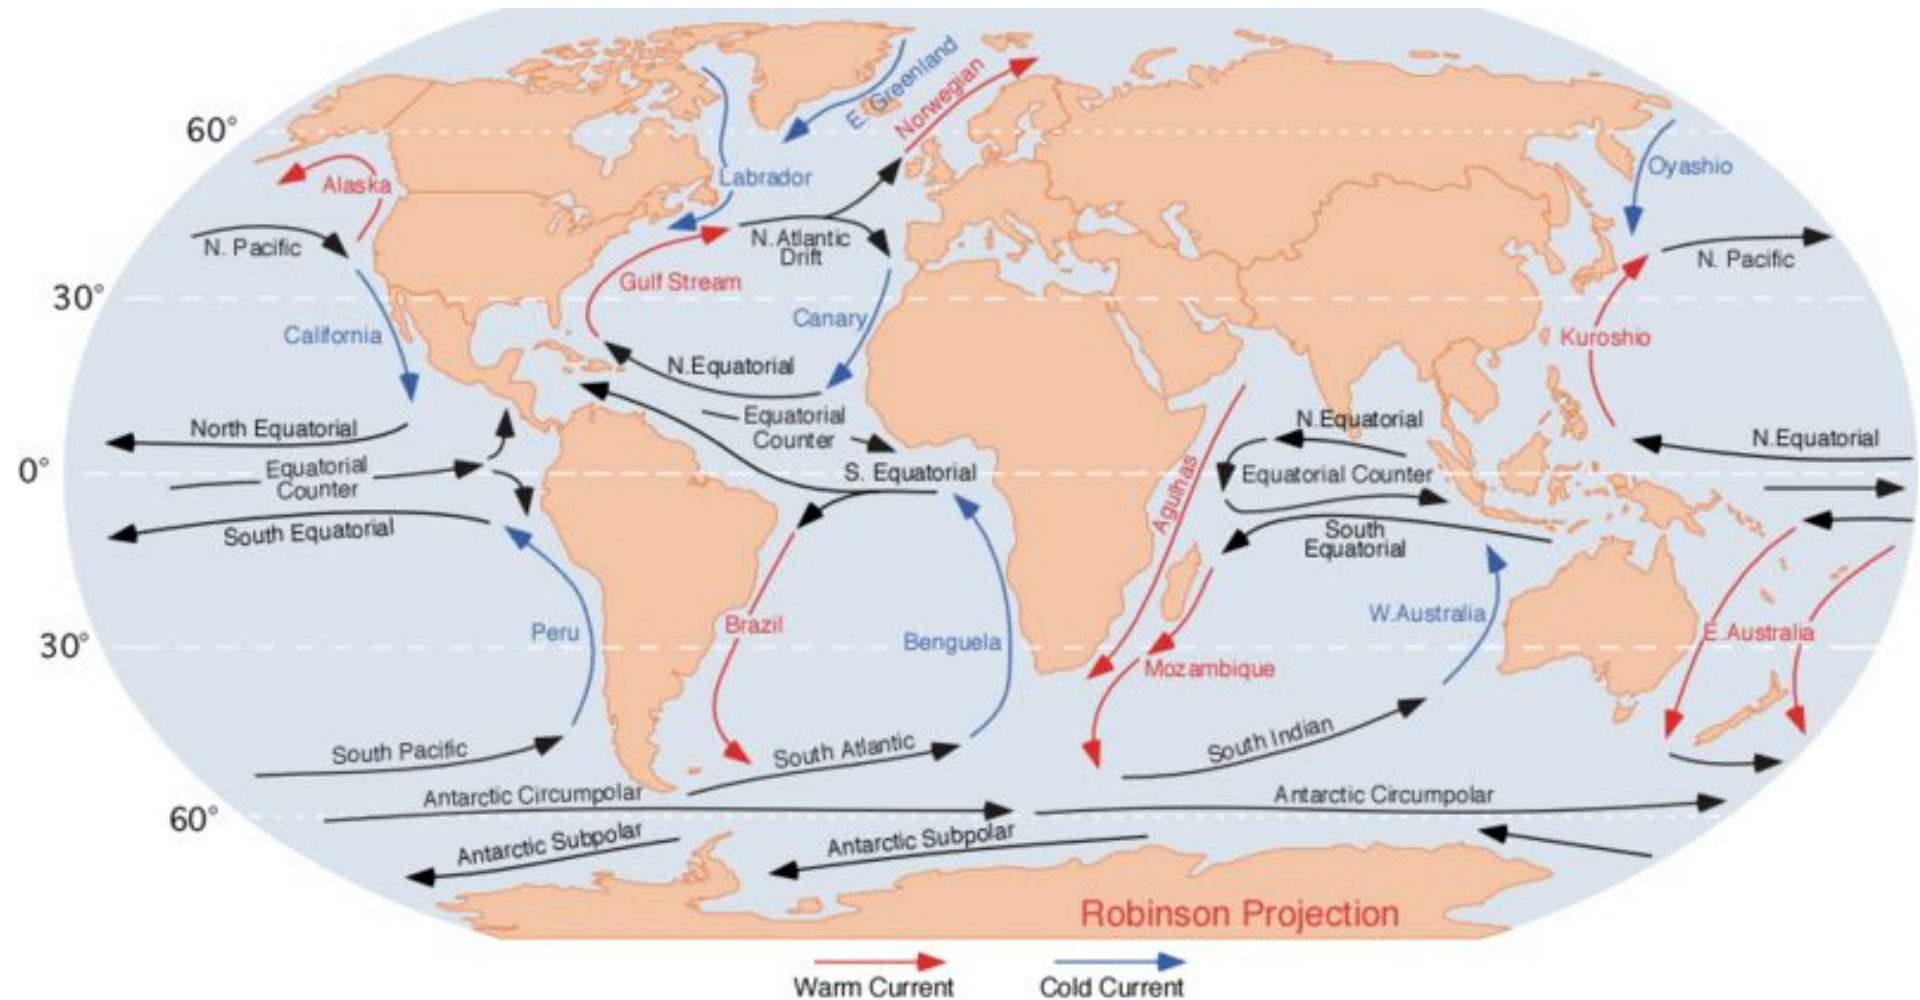 E. Greenland
Norwegian
60°
Labrador
Oyashio
Alaska
N. Pacific
N.Atlantic
Drift
N. Pacific
Gulf Stream
30°
Canary
California
Kuroshio
N.Equatorial
North Equatorial
Equatorial
Counter
N.Equatorial
N.Equatorial
0°
Equatorial
Counter
S. Equatorial
Equatorial Counter
Agulhas
South Equatorial
South
Equatorial
Peru
Brazil
Benguela
W.Australia
E.Australia
30°
Mozambique
South Pacific
South Atlantic
South Indian
Antarctic Circumpolar
Antarctic Circumpolar
60°
Antarctic Subpolar
Antarctic Subpolar
Robinson Projection
Warm Current
Cold Current